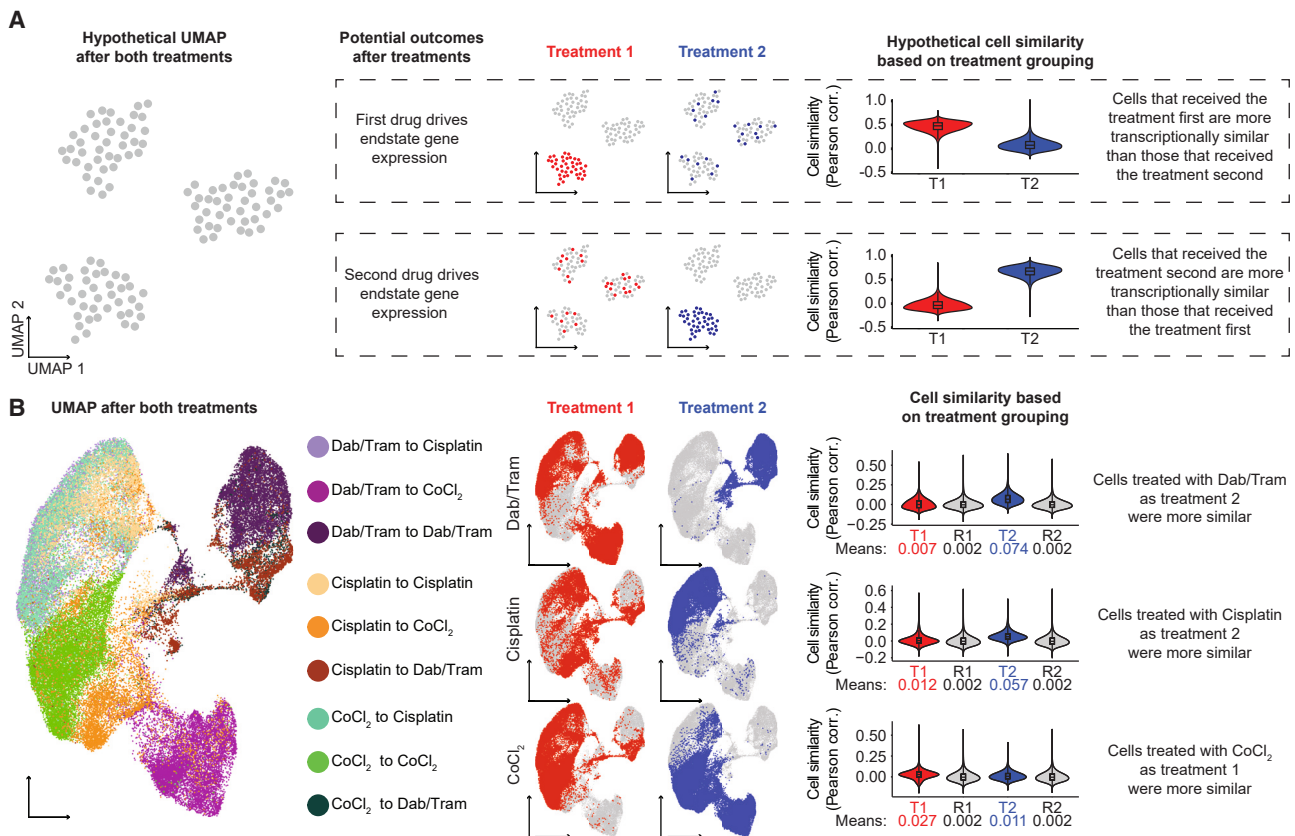 A
Hypothetical UMAP
after both treatments
UMAP 2
UMAP 1
Potential outcomes
after treatments
Treatment 1
Treatment 2
Hypothetical cell similarity
based on treatment grouping
First drug drives
endstate gene
expression
Cell similarity
(Pearson corr.)
1.0
0.5
0.0
-0.5
T1
T2
Cells that received the
treatment first are more
transcriptionally similar
than those that received
the treatment second
Second drug drives
endstate gene
expression
Cell similarity
(Pearson corr.)
1.0
0.5
0.0
-0.5
T1
T2
Cells that received the
treatment second are more
transcriptionally similar
than those that received
the treatment first
B
UMAP after both treatments
Dab/Tram to Cisplatin
Dab/Tram to CoCl₂
Dab/Tram to Dab/Tram
Cisplatin to Cisplatin
Cisplatin to CoCl₂
Cisplatin to Dab/Tram
CoCl₂ to Cisplatin
CoCl₂ to CoCl₂
CoCl₂ to Dab/Tram
Treatment 1
Treatment 2
Cell similarity based
on treatment grouping
Dab/Tram
Cell similarity
(Pearson corr.)
0.50
0.25
0.00
−0.25
T1 R1 T2 R2
Means: 0.007 0.002 0.074 0.002
Cells treated with Dab/Tram
as treatment 2
were more similar
Cisplatin
Cell similarity
(Pearson corr.)
0.6
0.4
0.2
0.0
−0.2
T1 R1 T2 R2
Means: 0.012 0.002 0.057 0.002
Cells treated with Cisplatin
as treatment 2
were more similar
CoCl₂
Cell similarity
(Pearson corr.)
0.50
0.25
0.00
T1 R1 T2 R2
Means: 0.027 0.002 0.011 0.002
Cells treated with CoCl₂
as treatment 1
were more similar